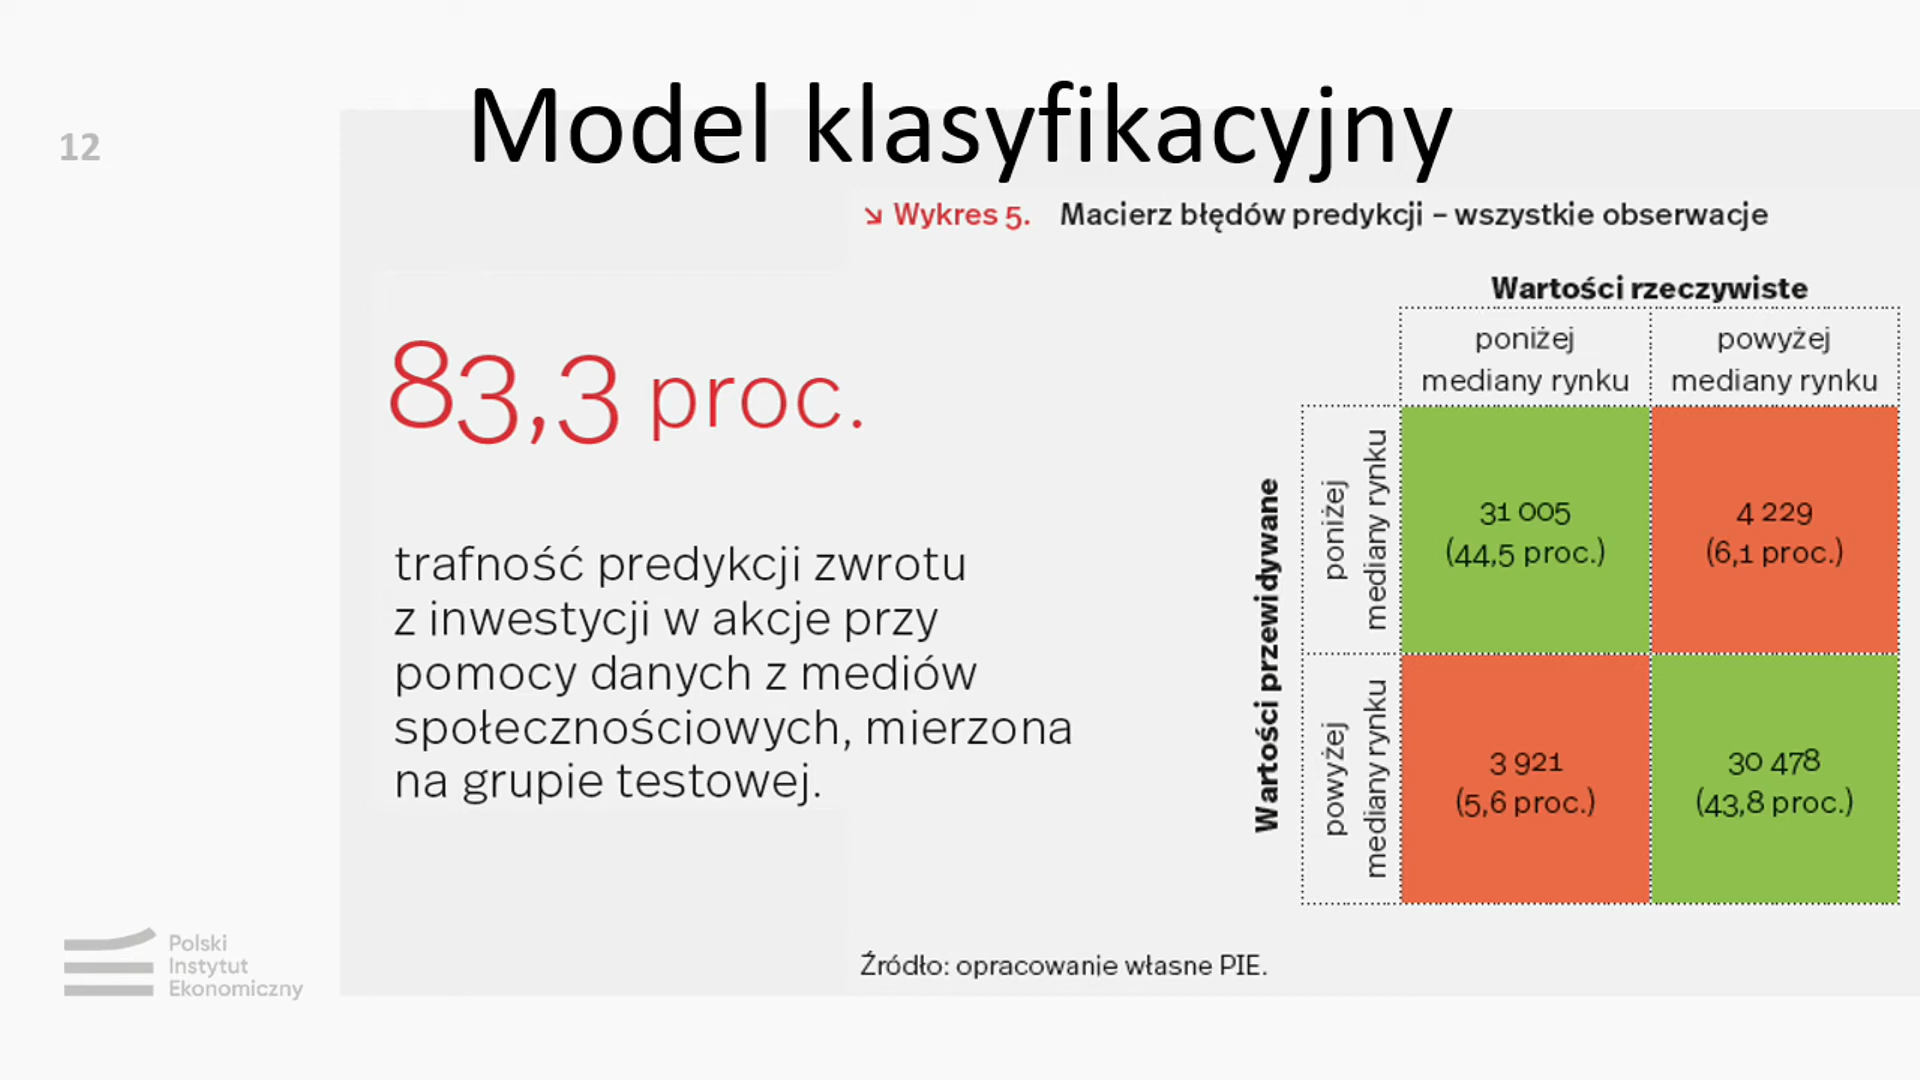 Model klasyfikacyjny
12
↘ Wykres 5. Macierz błędów predykcji – wszystkie obserwacje
83,3 proc.
trafność predykcji zwrotu
z inwestycji w akcje przy
pomocy danych z mediów
społecznościowych, mierzona
na grupie testowej.
Wartości rzeczywiste
poniżej
mediany rynku
powyżej
mediany rynku
Wartości przewidywane
poniżej
mediany rynku
31 005
(44,5 proc.)
4 229
(6,1 proc.)
powyżej
mediany rynku
3 921
(5,6 proc.)
30 478
(43,8 proc.)
Źródło: opracowanie własne PIE.
Polski
Instytut
Ekonomiczny